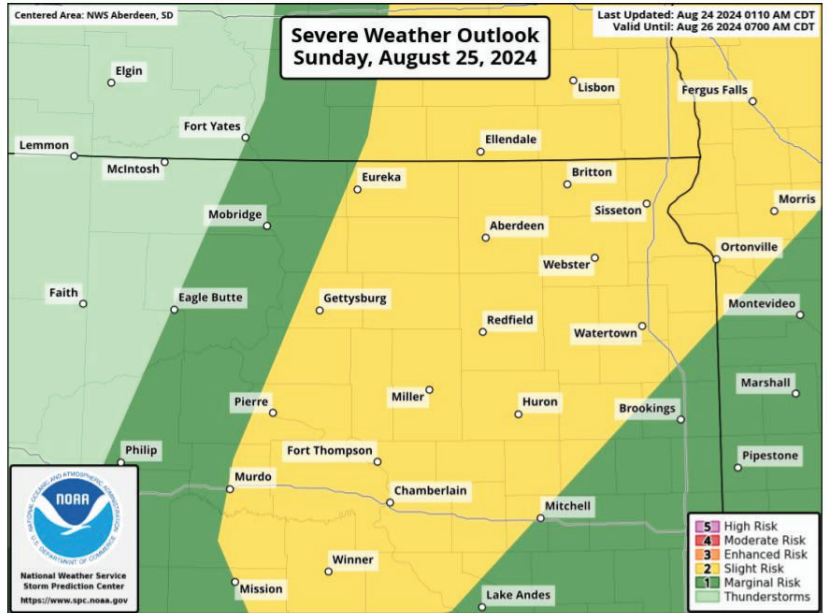 Centered Area: NWS Aberdeen, SD
Severe Weather Outlook
Sunday, August 25, 2024
Last Updated: Aug 24 2024 0110 AM CDT
Valid Until: Aug 26 2024 0700 AM CDT
Elgin
Lisbon
Fergus Falls
Fort Yates
Ellendale
Lemmon
McIntosh
Britton
Eureka
Morris
Sisseton
Mobridge
Aberdeen
Ortonville
Webster
Faith
Eagle Butte
Gettysburg
Montevideo
Redfield
Watertown
Marshall
Miller
Pierre
Huron
Brookings
Philip
Fort Thompson
Pipestone
Murdo
Chamberlain
Mitchell
Winner
Mission
Lake Andes
NATIONAL OCEANIC AND ATMOSPHERIC ADMINISTRATION
NOAA
U.S. DEPARTMENT OF COMMERCE
National Weather Service
Storm Prediction Center
https://www.spc.noaa.gov
5 High Risk
4 Moderate Risk
3 Enhanced Risk
2 Slight Risk
1 Marginal Risk
Thunderstorms